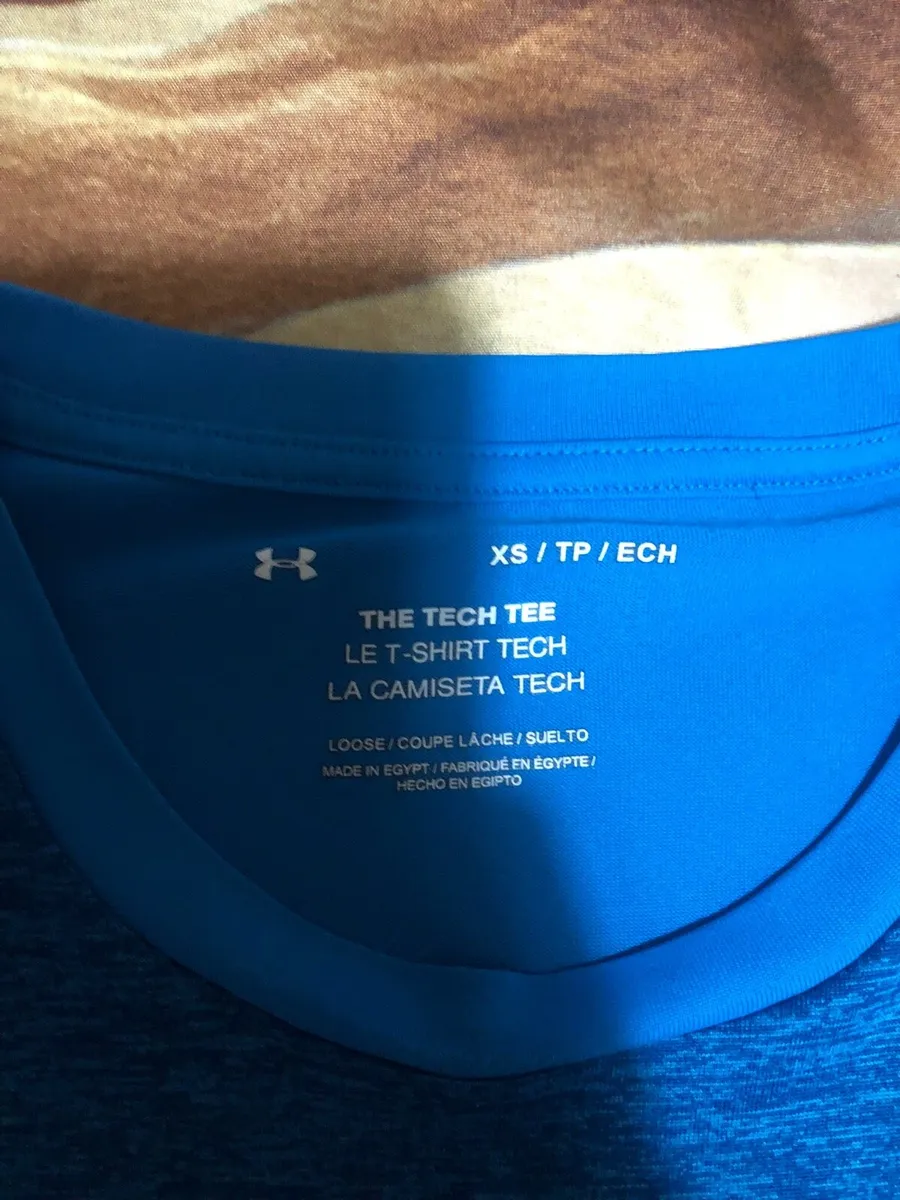 XS / TP / ECH
THE TECH TEE
LE T-SHIRT TECH
LA CAMISETA TECH
LOOSE / COUPE LÂCHE / SUELTO
MADE IN EGYPT / FABRIQUÉ EN ÉGYPTE /
HECHO EN EGIPTO